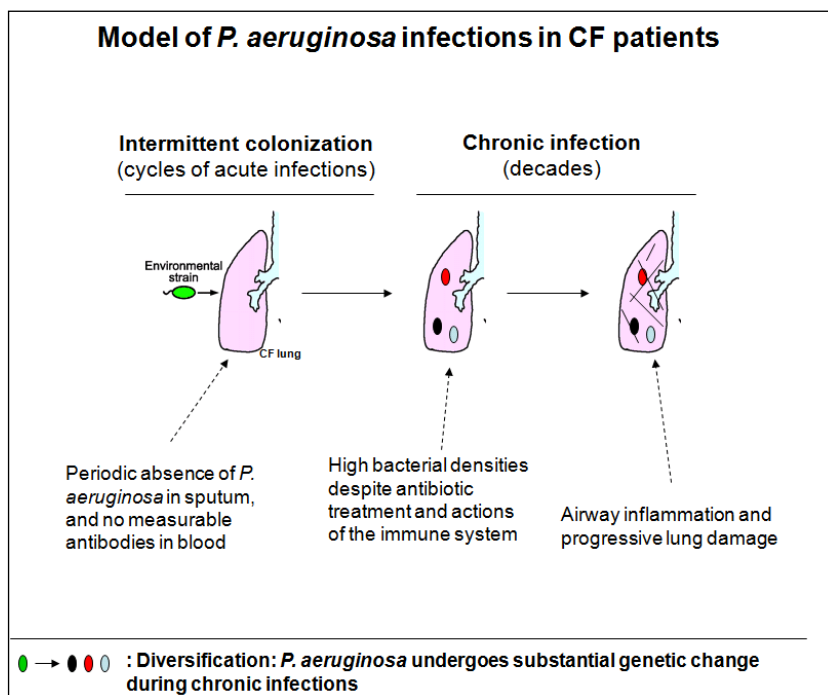 Model of P. aeruginosa infections in CF patients
Intermittent colonization
(cycles of acute infections)
Chronic infection
(decades)
Environmental
strain
CF lung
Periodic absence of P.
aeruginosa in sputum,
and no measurable
antibodies in blood
High bacterial densities
despite antibiotic
treatment and actions
of the immune system
Airway inflammation and
progressive lung damage
: Diversification: P. aeruginosa undergoes substantial genetic change
during chronic infections